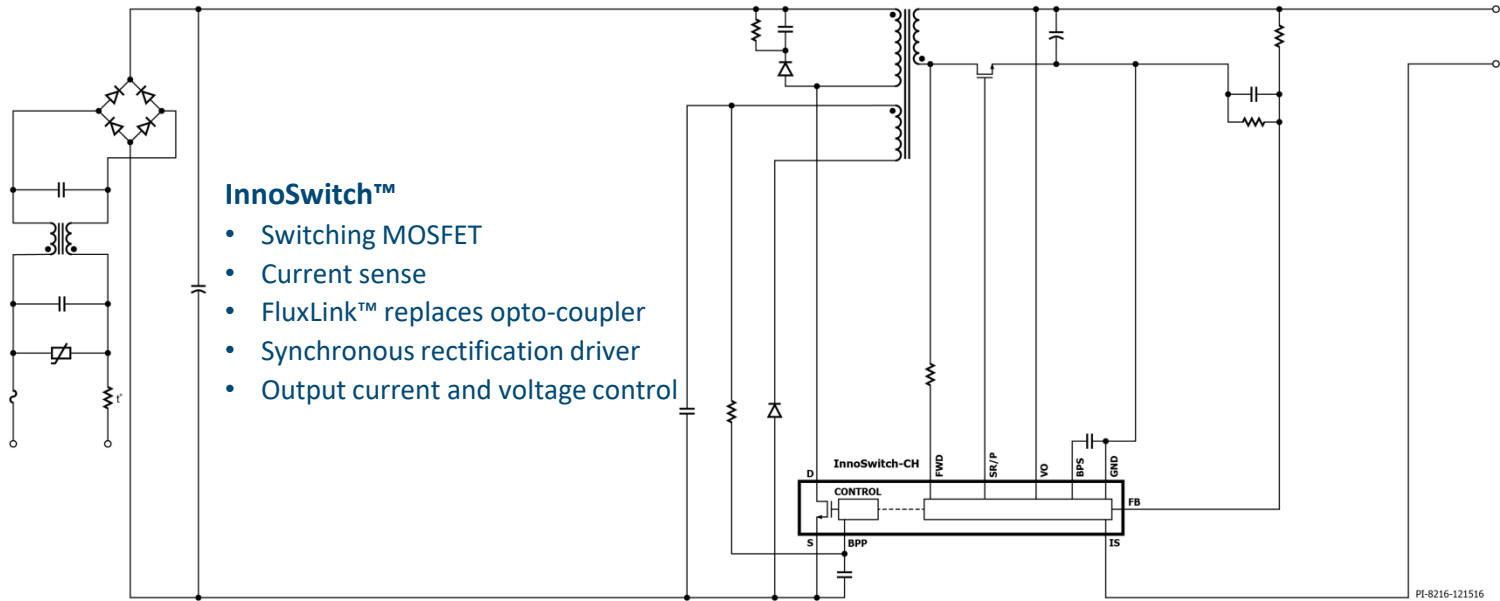 InnoSwitch™
• Switching MOSFET
• Current sense
• FluxLink™ replaces opto-coupler
• Synchronous rectification driver
• Output current and voltage control
t°
InnoSwitch-CH
D
FWD
SR/P
VO
BPS
GND
CONTROL
FB
S
BPP
IS
PI-8216-121516